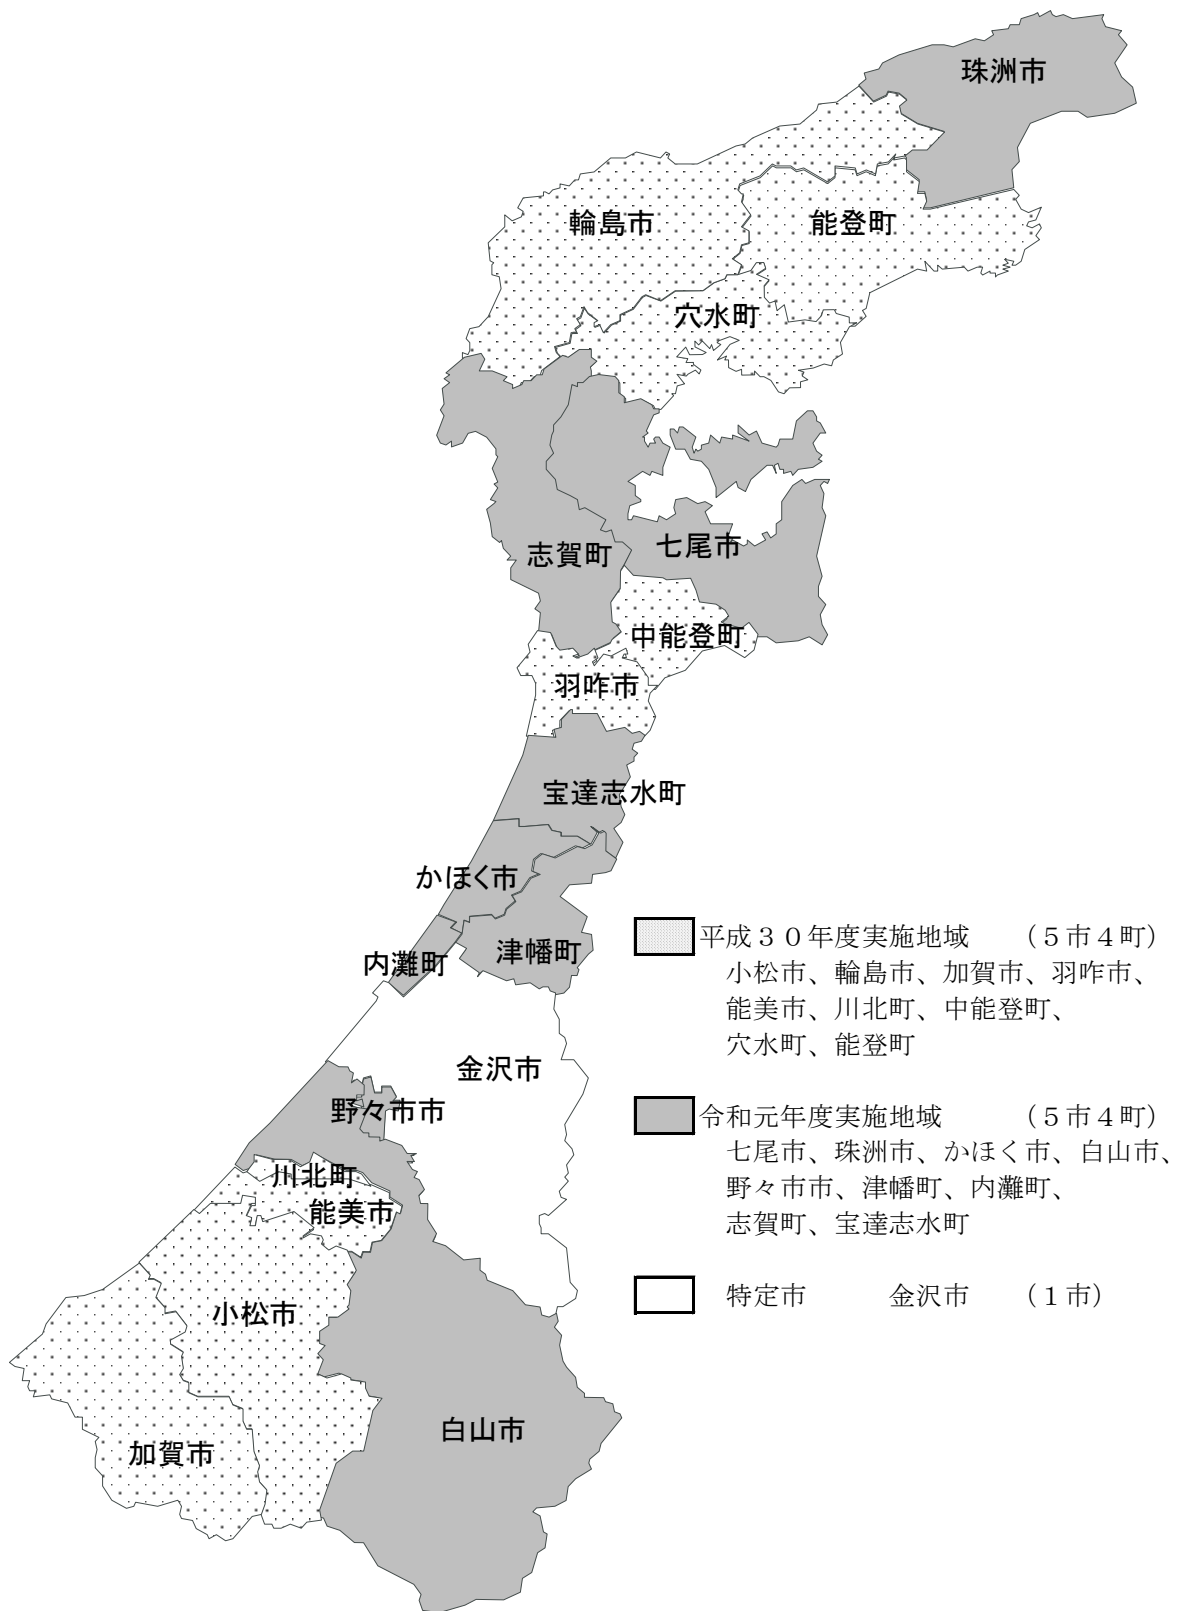 珠洲市
輪島市
能登町
穴水町
志賀町
七尾市
中能登町
羽咋市
宝達志水町
かほく市
津幡町
内灘町
金沢市
野々市市
川北町
能美市
小松市
白山市
加賀市
平成３０年度実施地域　（５市４町）
小松市、輪島市、加賀市、羽咋市、
能美市、川北町、中能登町、
穴水町、能登町
令和元年度実施地域　（５市４町）
七尾市、珠洲市、かほく市、白山市、
野々市市、津幡町、内灘町、
志賀町、宝達志水町
特定市　金沢市　（１市）